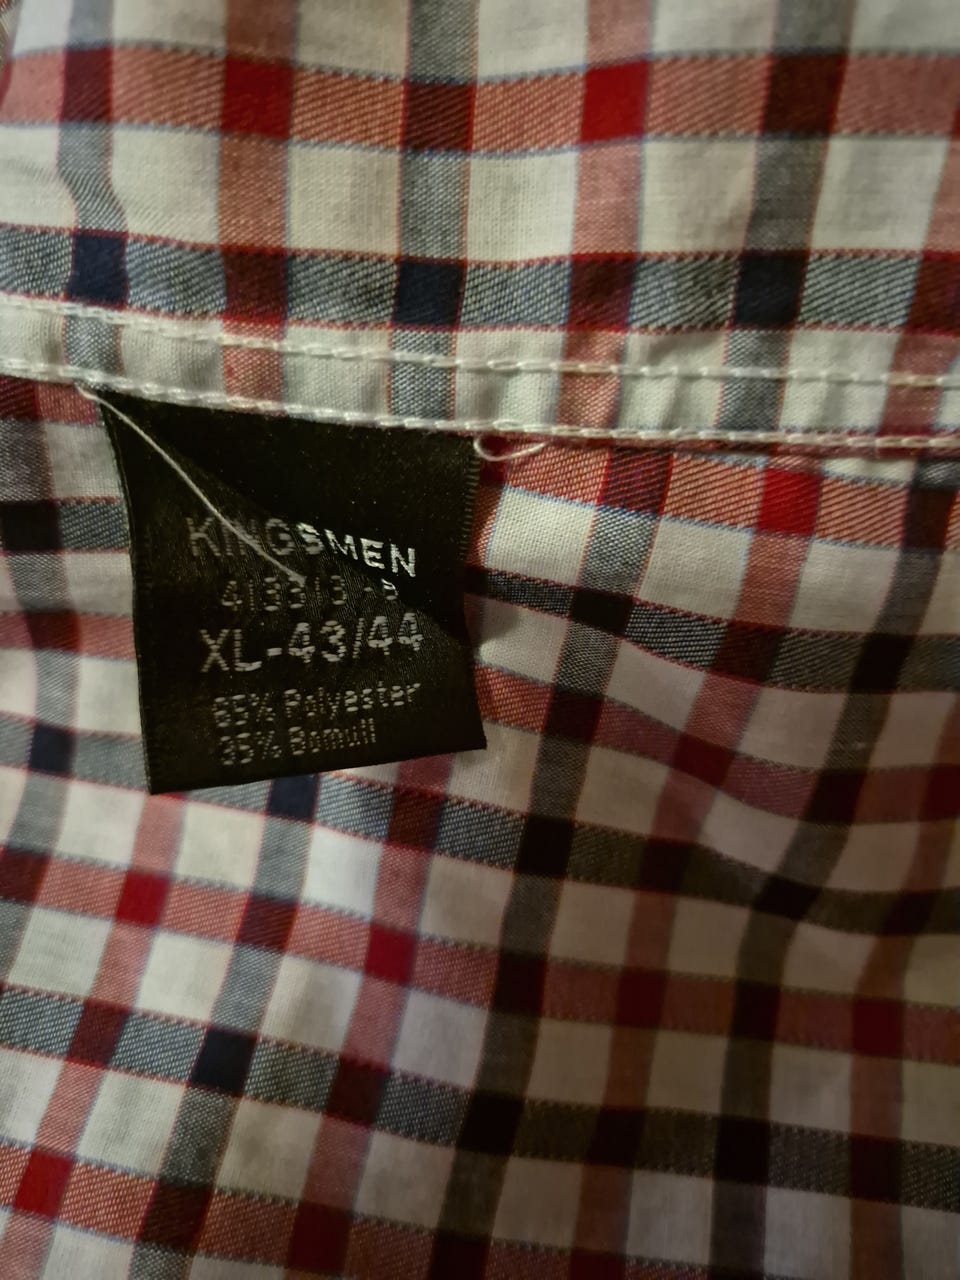 KINGSMEN
XL-43/44
65% Polyester
35% Bomull